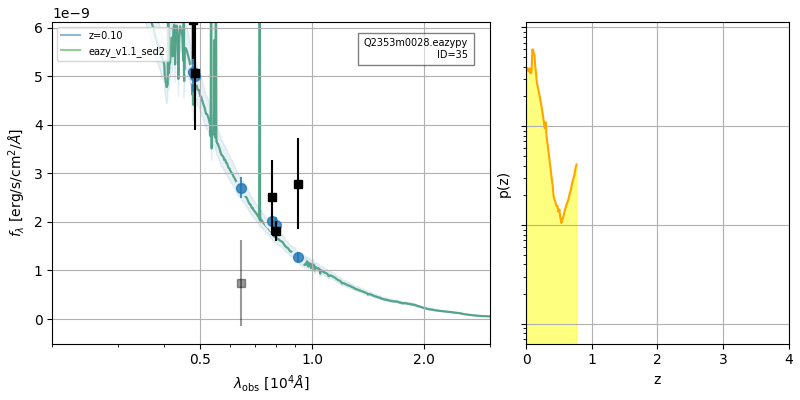 1e−9
z=0.10
eazy_v1.1_sed2
Q2353m0028.eazypy
ID=35
6
5
4
3
2
1
0
f_λ [erg/s/cm²/Å]
0.5 1.0 2.0
λ_obs [10⁴Å]
p(z)
0 1 2 3 4
z